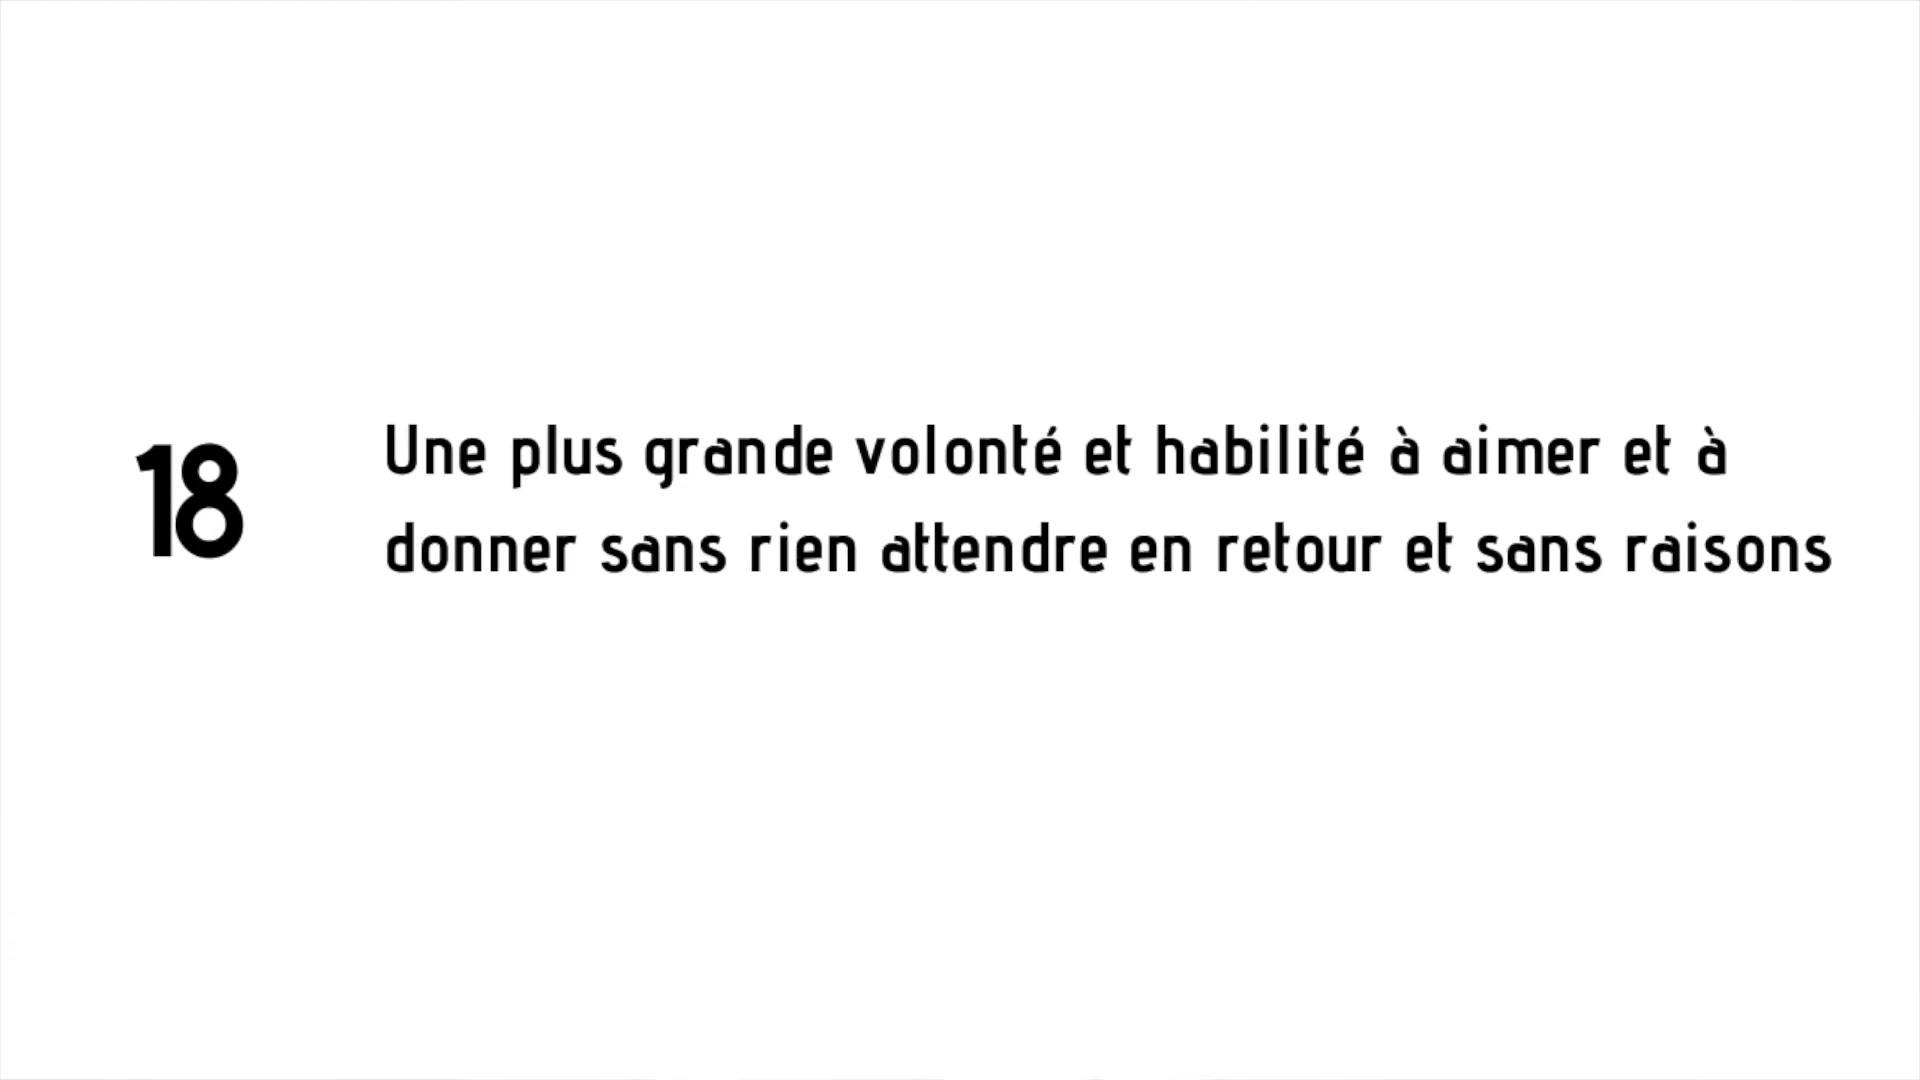 18
Une plus grande volonté et habilité à aimer et à
donner sans rien attendre en retour et sans raisons